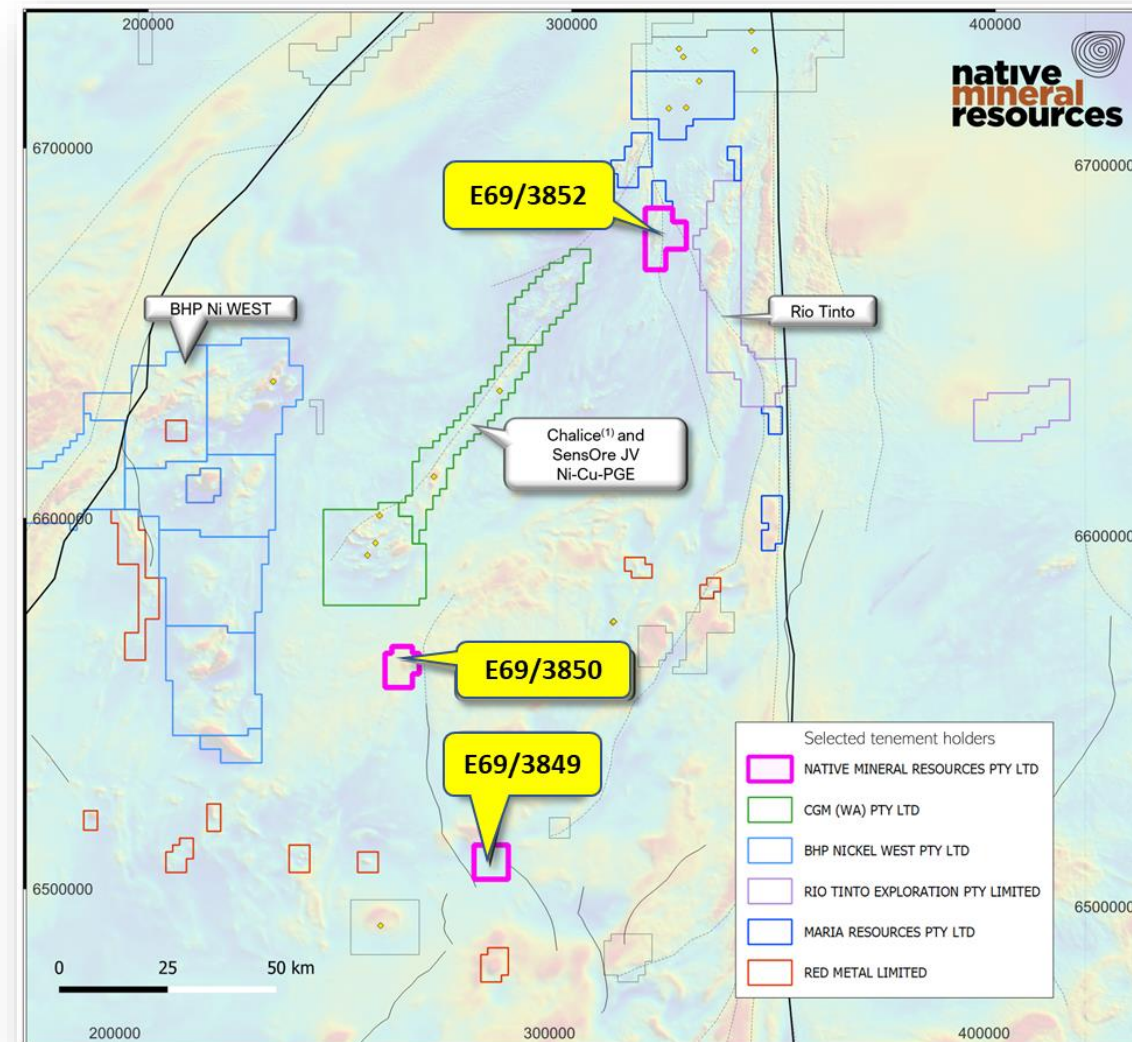 200000
300000
400000
native
mineral
resources
6700000
6700000
E69/3852
BHP Ni WEST
Rio Tinto
Chalice(1) and
SensOre JV
Ni-Cu-PGE
6600000
6600000
E69/3850
E69/3849
Selected tenement holders
NATIVE MINERAL RESOURCES PTY LTD
CGM (WA) PTY LTD
BHP NICKEL WEST PTY LTD
RIO TINTO EXPLORATION PTY LIMITED
MARIA RESOURCES PTY LTD
RED METAL LIMITED
6500000
6500000
0 25 50 km
200000
300000
400000